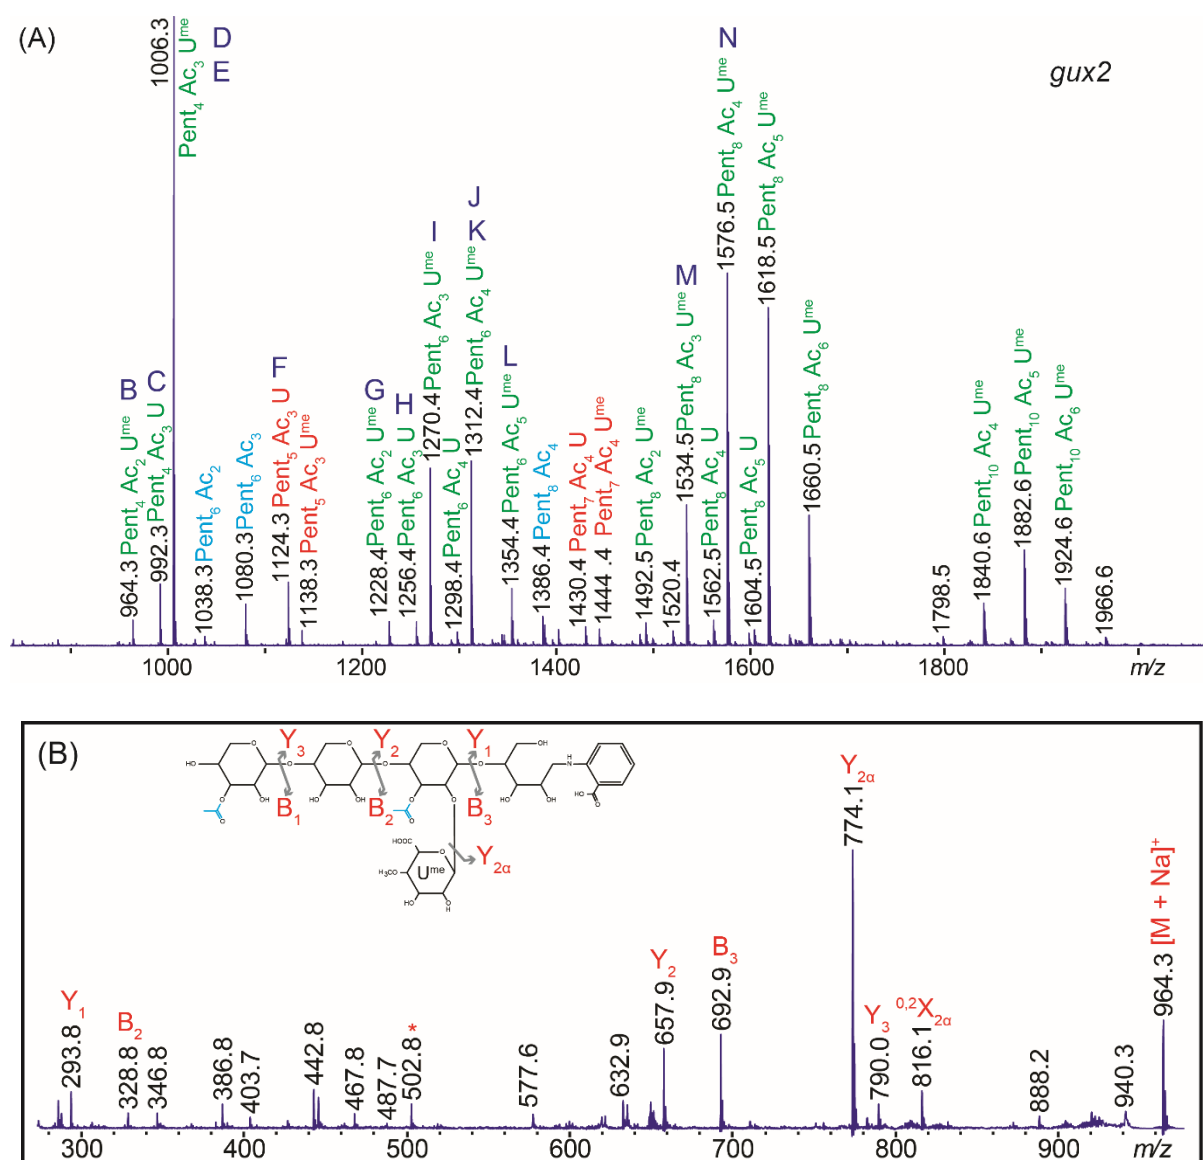 (A)
gux2
1006.3 Pent4 Ac3 Ume
D
E
B
964.3 Pent4 Ac2 Ume
C
992.3 Pent4 Ac3 U
1038.3 Pent6 Ac2
1080.3 Pent6 Ac3
F
1124.3 Pent5 Ac3 U
1138.3 Pent5 Ac3 Ume
G
1228.4 Pent6 Ac2 Ume
H
1256.4 Pent6 Ac3 U
I
1270.4 Pent6 Ac3 Ume
1298.4 Pent6 Ac4 U
J
K
1312.4 Pent6 Ac4 Ume
L
1354.4 Pent6 Ac5 Ume
1386.4 Pent8 Ac4
1430.4 Pent7 Ac4 U
1444 .4 Pent7 Ac4 Ume
1492.5 Pent8 Ac2 Ume
1520.4
M
1534.5 Pent8 Ac3 Ume
1562.5 Pent8 Ac4 U
N
1576.5 Pent8 Ac4 Ume
1604.5 Pent8 Ac5 U
1618.5 Pent8 Ac5 Ume
1660.5 Pent8 Ac6 Ume
1798.5
1840.6 Pent10 Ac4 Ume
1882.6 Pent10 Ac5 Ume
1924.6 Pent10 Ac6 Ume
1966.6
1000 1200 1400 1600 1800 m/z
(B)
Y3 Y2 Y1
B1 B2 B3
HO O O O O O O O OH
O OH HO OH O O OH OH
O O O O
N
H
HO O
HOOC O
Ume
H3CO
HO O
H
Y2α
Y1
293.8
B2
328.8
346.8
386.8
403.7
442.8
467.8
487.7
502.8 *
577.6
632.9
Y2
657.9
B3
692.9
Y2α
774.1
Y3
790.0
0,2X2α
816.1
888.2
940.3
964.3 [M + Na]+
300 400 500 600 700 800 900 m/z